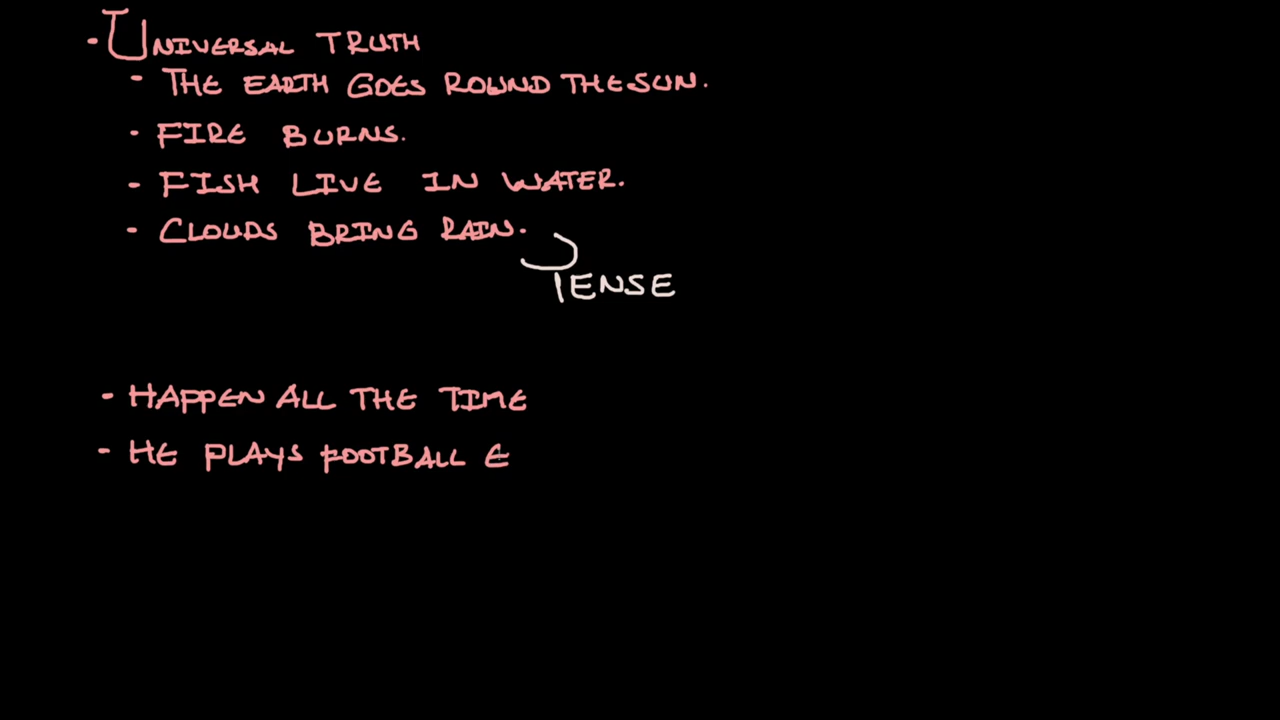 - UNIVERSAL TRUTH
- THE EARTH GOES ROUND THE SUN.
- FIRE BURNS.
- FISH LIVE IN WATER.
- CLOUDS BRING RAIN.
TENSE
- HAPPEN ALL THE TIME
- HE PLAYS FOOTBALL E